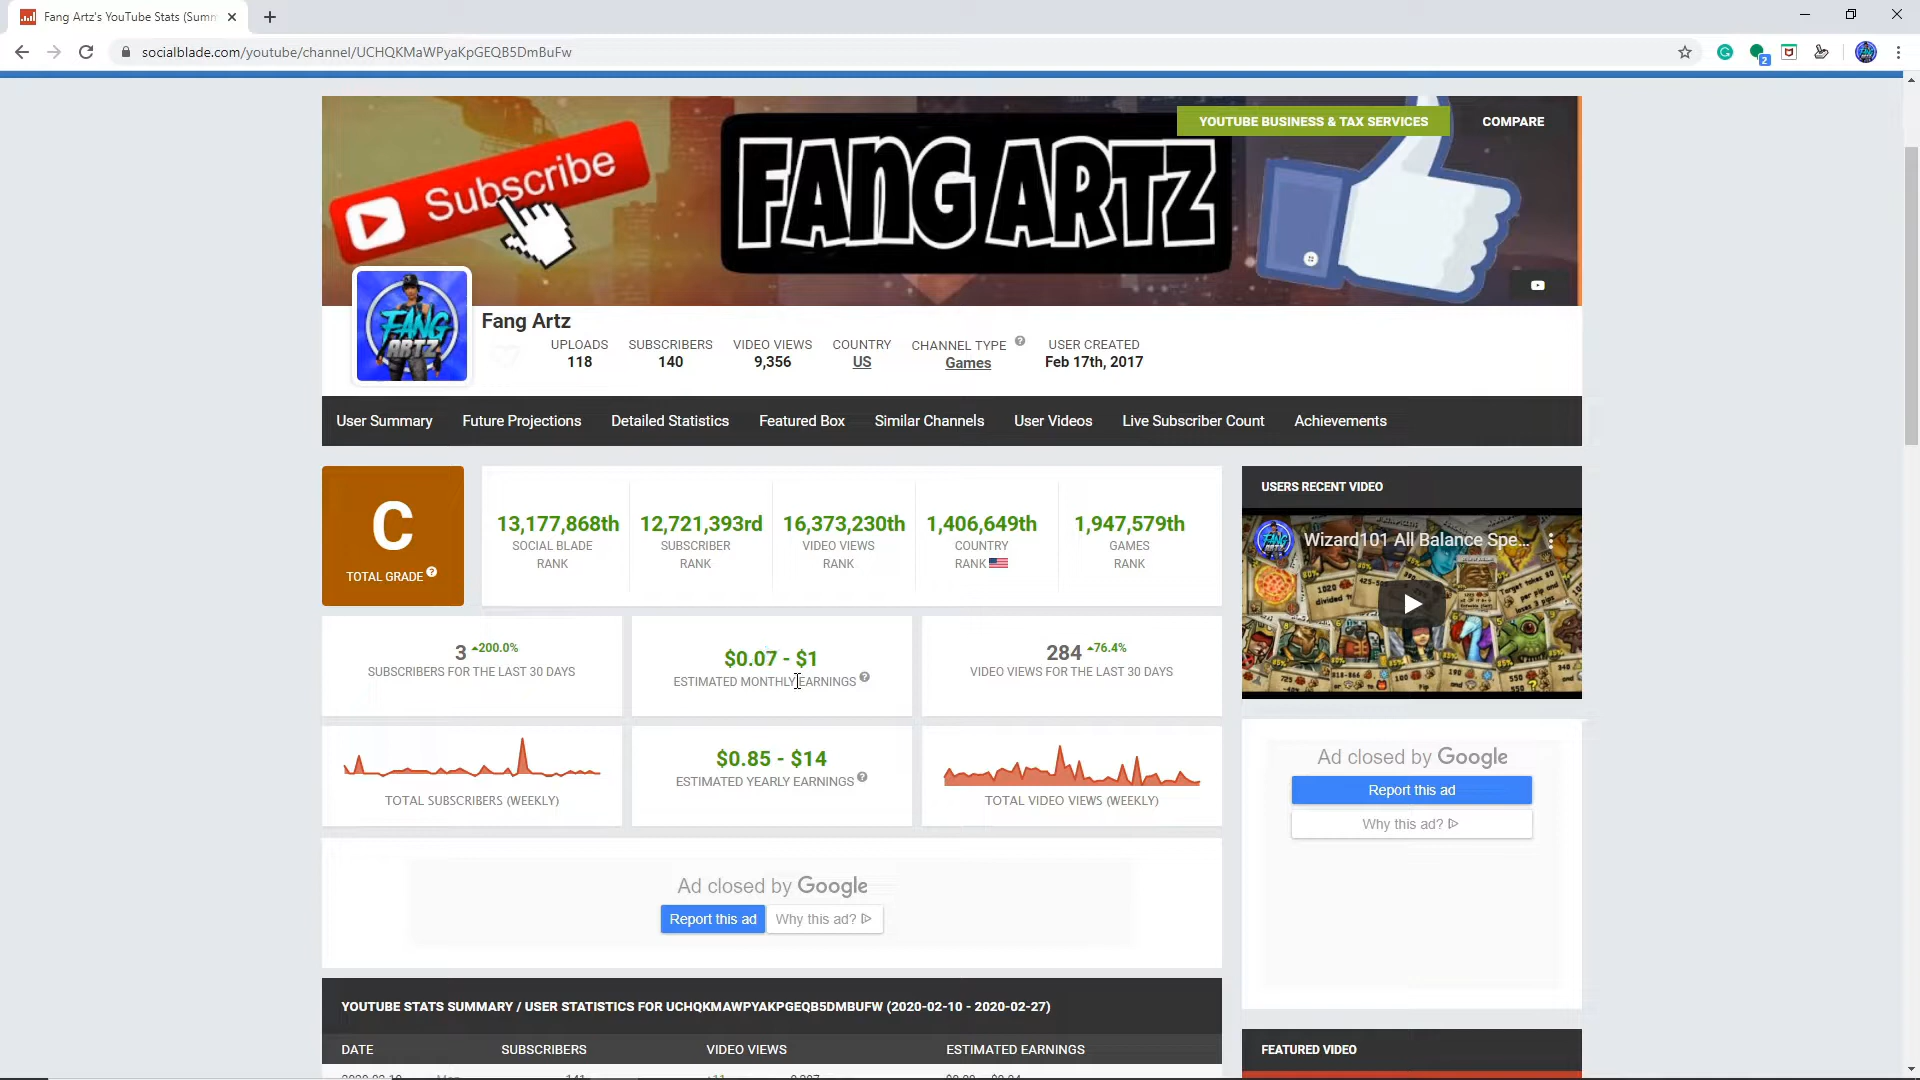 Fang Artz's YouTube Stats (Summ
socialblade.com/youtube/channel/UCHQKMaWPyaKpGEQB5DmBuFw
2
YOUTUBE BUSINESS & TAX SERVICES
COMPARE
Subscribe
FANG ARTZ
FANG
ARTZ
Fang Artz
UPLOADS
118
SUBSCRIBERS
140
VIDEO VIEWS
9,356
COUNTRY
US
CHANNEL TYPE
Games
USER CREATED
Feb 17th, 2017
User Summary
Future Projections
Detailed Statistics
Featured Box
Similar Channels
User Videos
Live Subscriber Count
Achievements
C
TOTAL GRADE
13,177,868th
SOCIAL BLADE
RANK
12,721,393rd
SUBSCRIBER
RANK
16,373,230th
VIDEO VIEWS
RANK
1,406,649th
COUNTRY
RANK
1,947,579th
GAMES
RANK
USERS RECENT VIDEO
Wizard101 All Balance Spe...
3 200.0%
SUBSCRIBERS FOR THE LAST 30 DAYS
$0.07 - $1
ESTIMATED MONTHLY EARNINGS
284 76.4%
VIDEO VIEWS FOR THE LAST 30 DAYS
TOTAL SUBSCRIBERS (WEEKLY)
$0.85 - $14
ESTIMATED YEARLY EARNINGS
TOTAL VIDEO VIEWS (WEEKLY)
Ad closed by Google
Report this ad
Why this ad?
Ad closed by Google
Report this ad
Why this ad?
YOUTUBE STATS SUMMARY / USER STATISTICS FOR UCHQKMAWPYAKPGEQB5DMBUFW (2020-02-10 - 2020-02-27)
DATE
SUBSCRIBERS
VIDEO VIEWS
ESTIMATED EARNINGS
FEATURED VIDEO